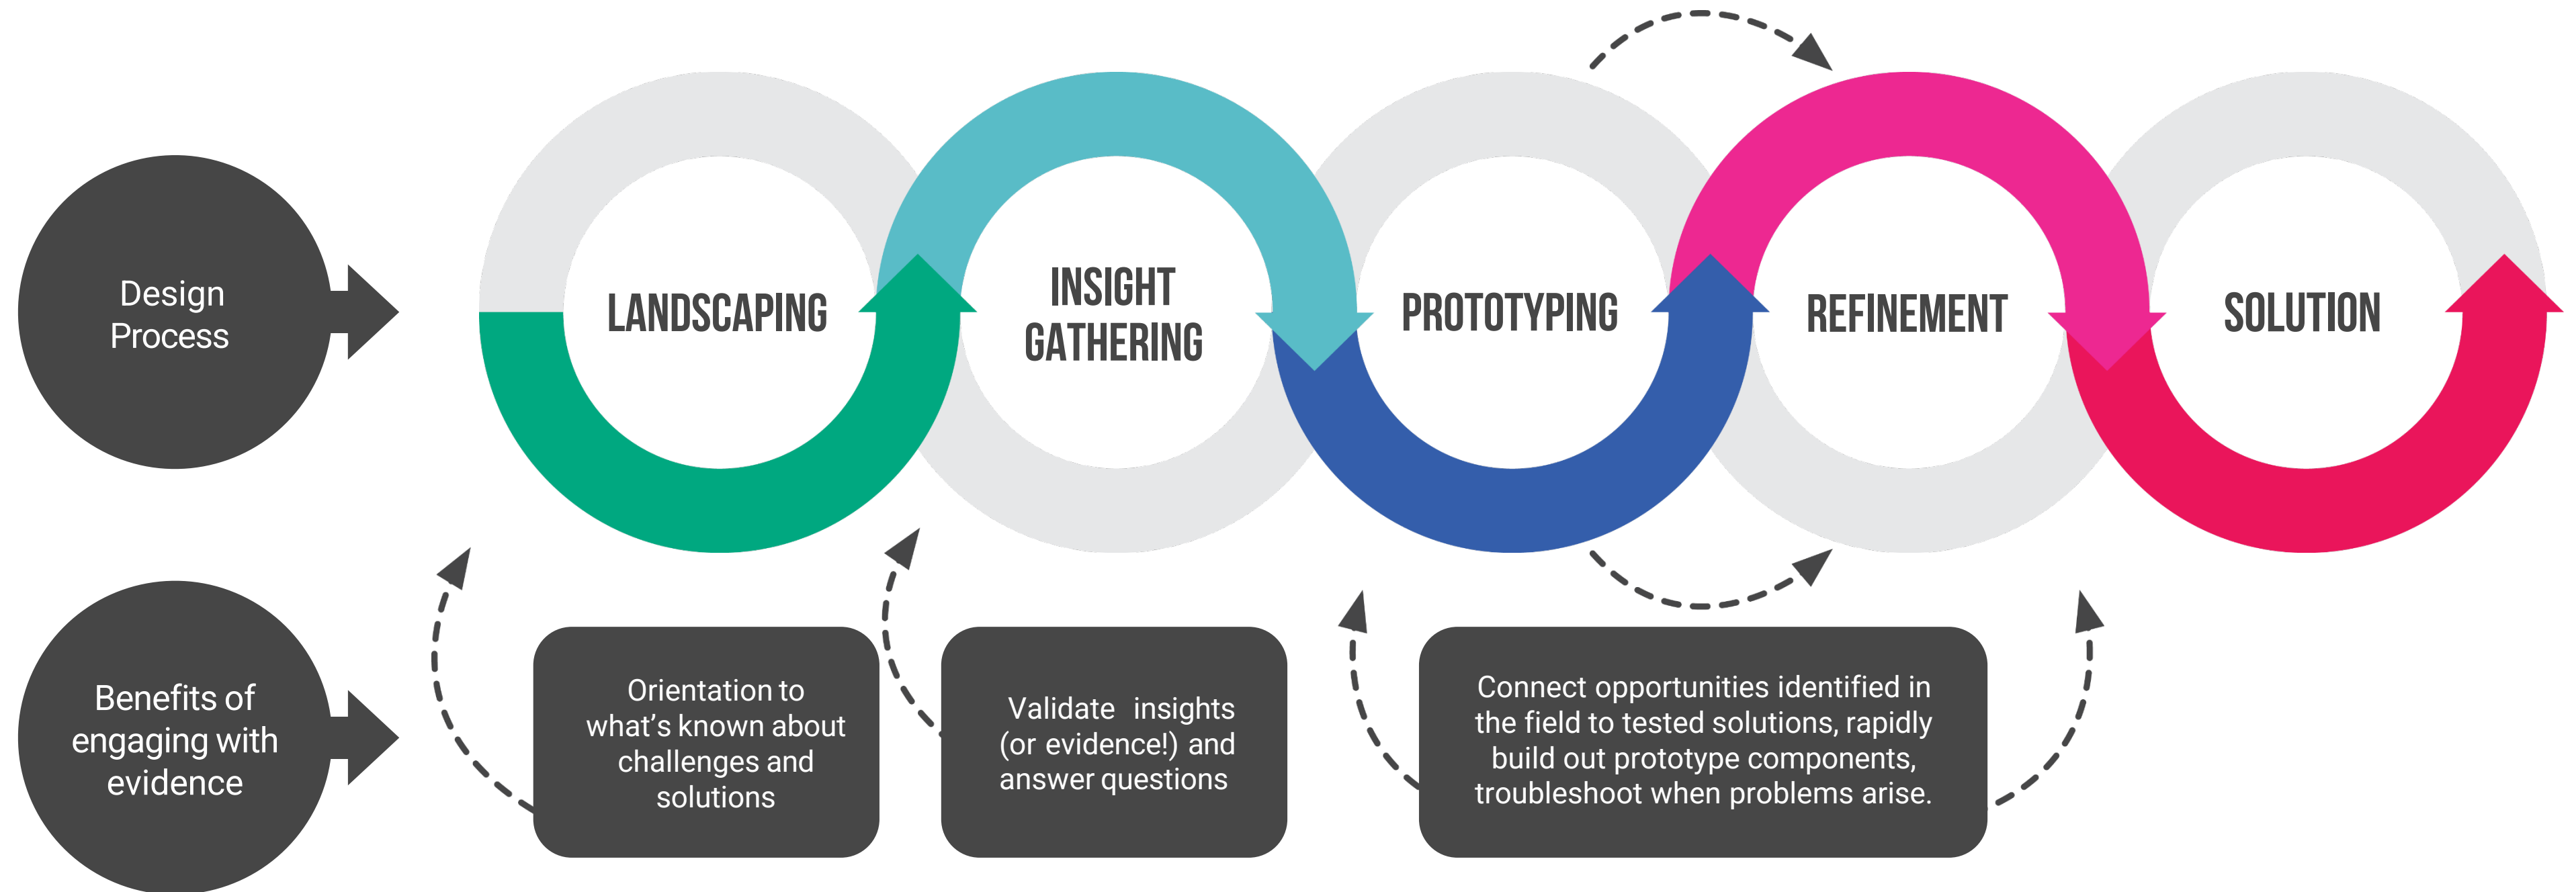 Design
Process
LANDSCAPING
INSIGHT
GATHERING
PROTOTYPING
REFINEMENT
SOLUTION
Benefits of
engaging with
evidence
Orientation to
what's known about
challenges and
solutions
Validate insights
(or evidence!) and
answer questions
Connect opportunities identified in
the field to tested solutions, rapidly
build out prototype components,
troubleshoot when problems arise.